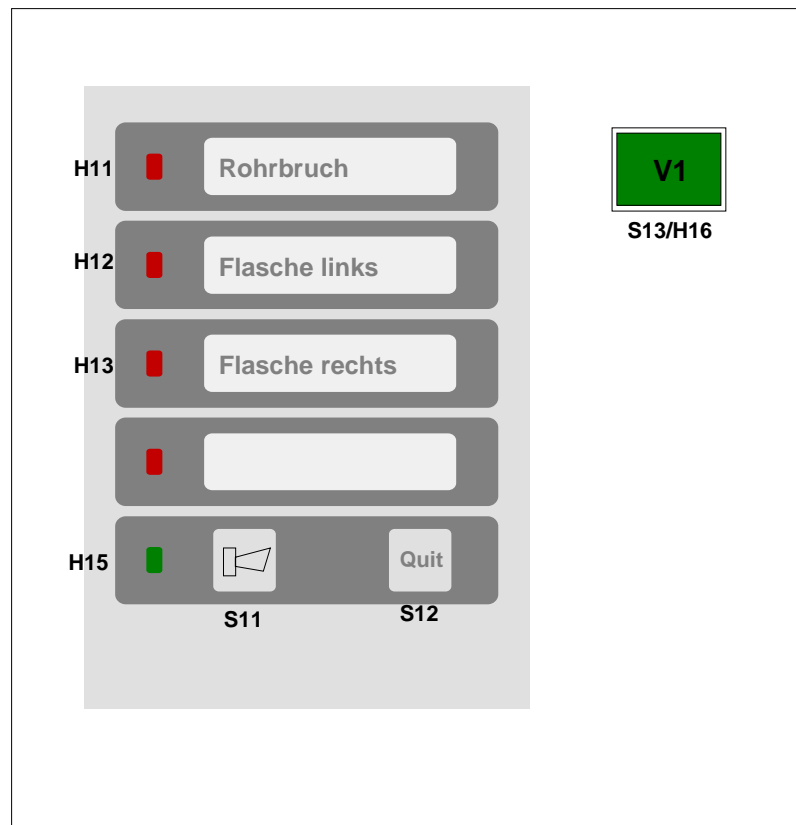 H11 Rohrbruch
V1
S13/H16
H12 Flasche links
H13 Flasche rechts
H15 Quit
S11 S12